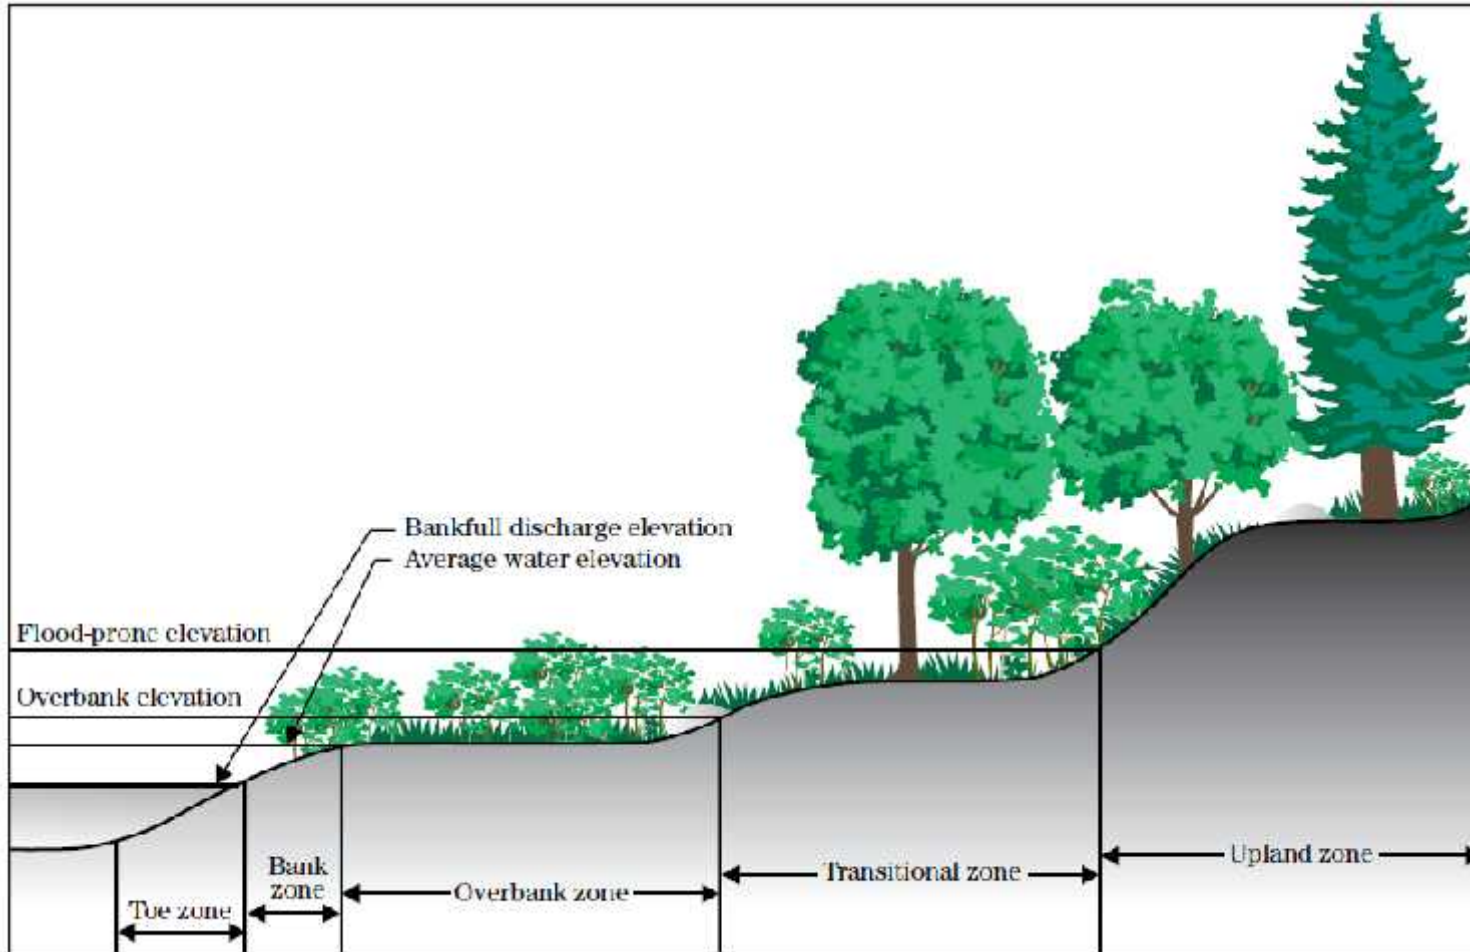 Bankfull discharge elevation
Average water elevation
Flood-prone elevation
Overbank elevation
Upland zone
Transitional zone
Bank
zone
Overbank zone
Toe zone